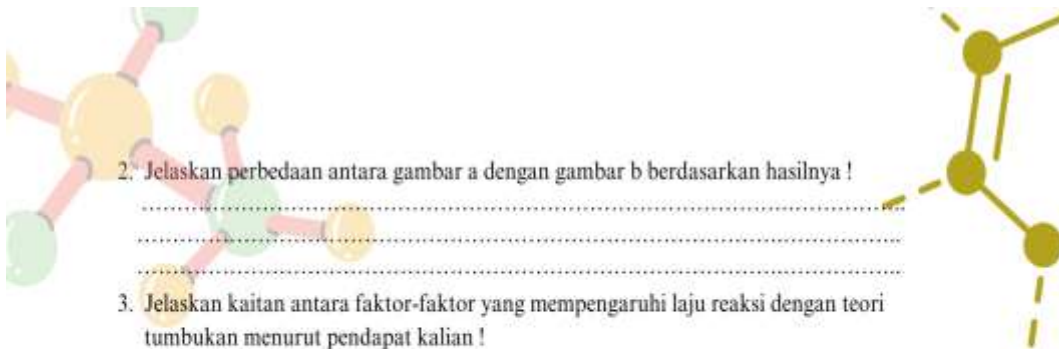 2. Jelaskan perbedaan antara gambar a dengan gambar b berdasarkan hasilnya !
........................................................................................................................
........................................................................................................................
........................................................................................................................
3. Jelaskan kaitan antara faktor-faktor yang mempengaruhi laju reaksi dengan teori
tumbukan menurut pendapat kalian !